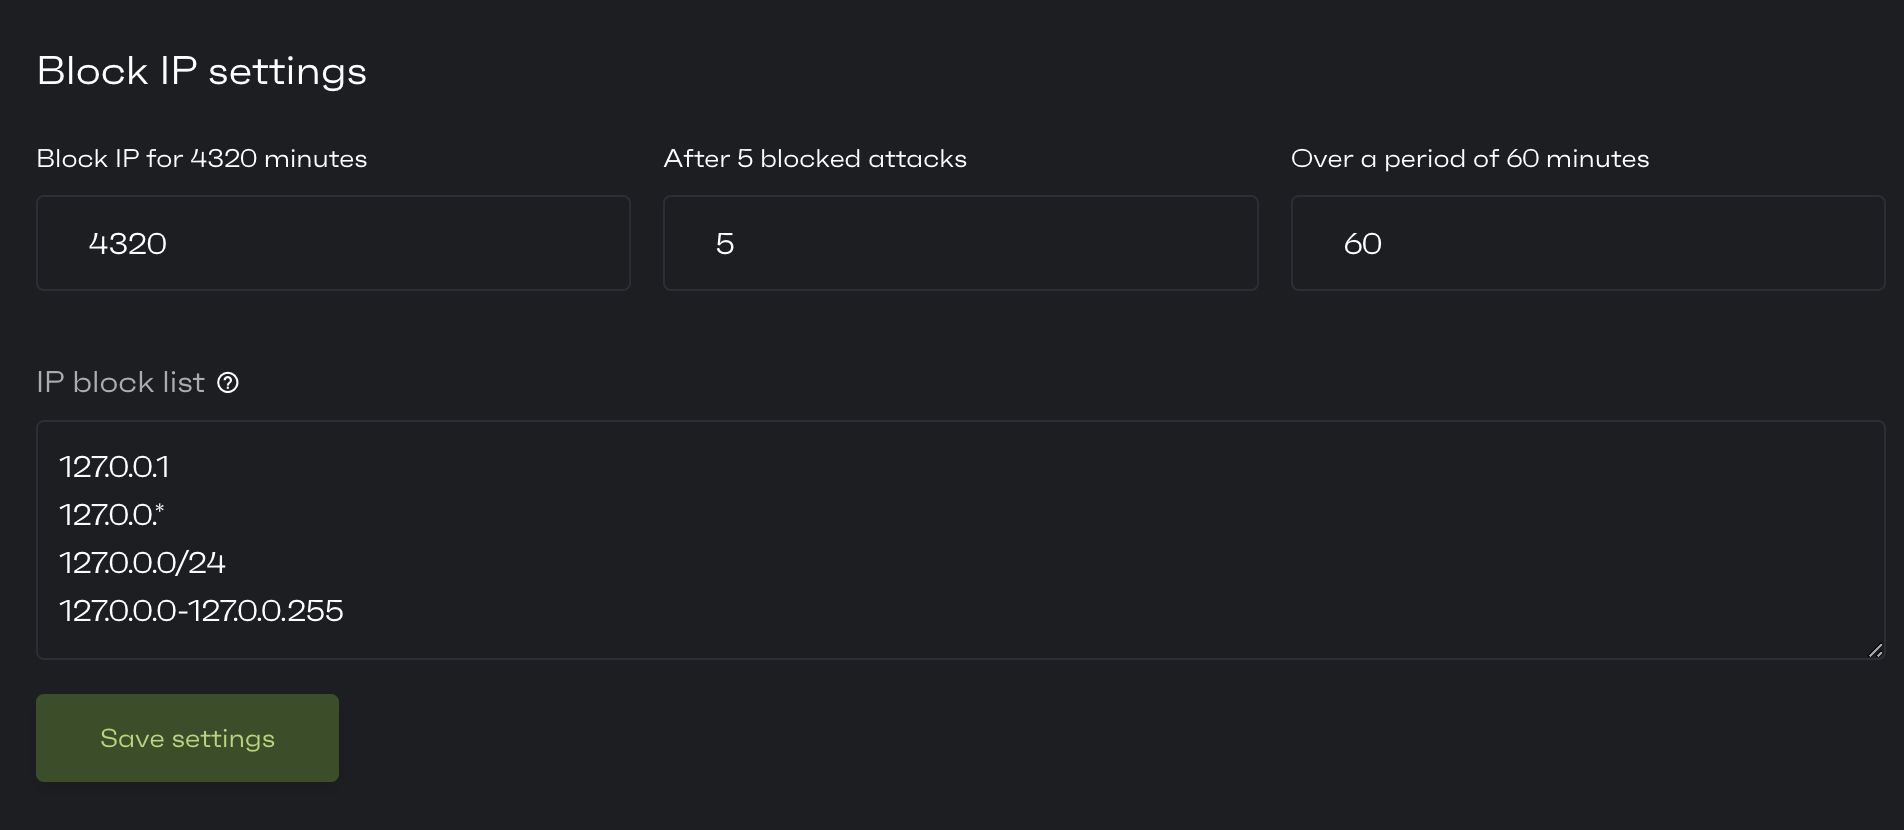 Block IP settings
Block IP for 4320 minutes
After 5 blocked attacks
Over a period of 60 minutes
4320
5
60
IP block list
127.0.0.1
127.0.0.*
127.0.0.0/24
127.0.0.0-127.0.0.255
Save settings